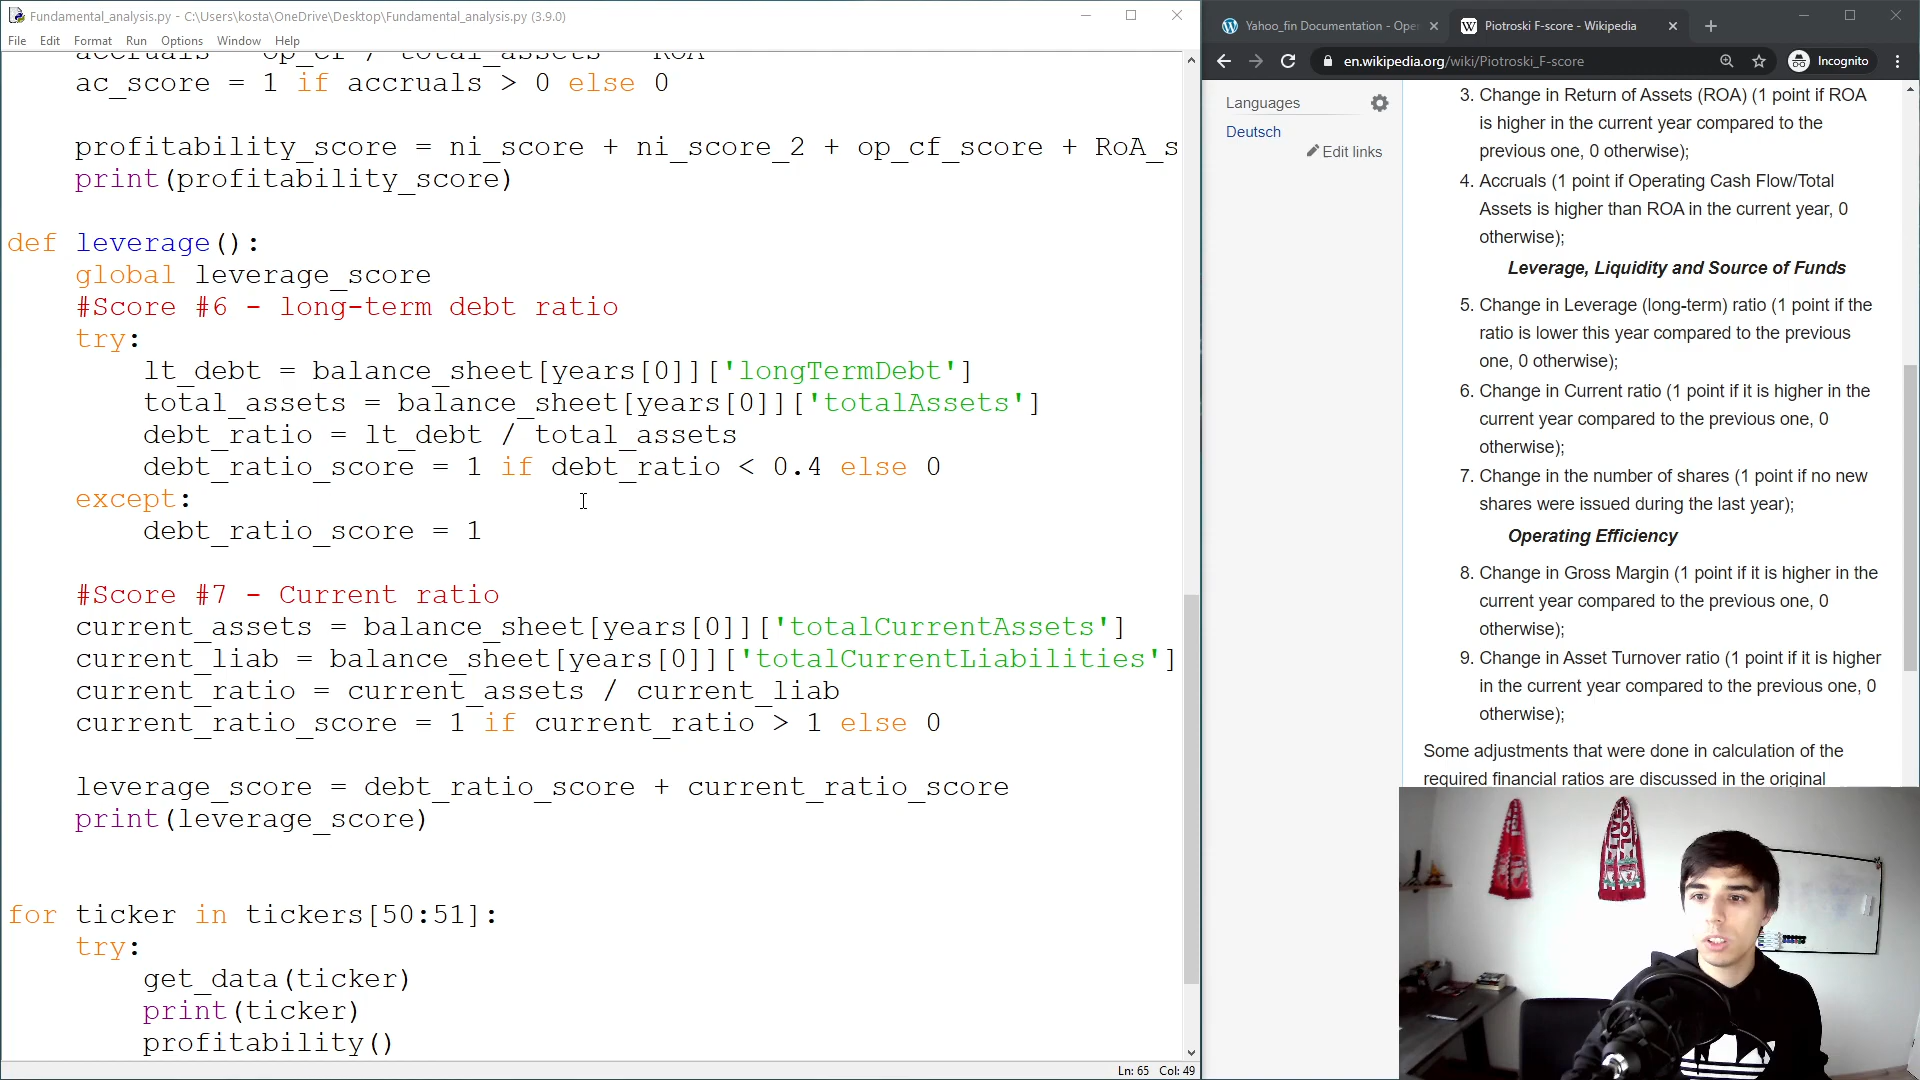 Fundamental_analysis.py - C:\Users\kosta\OneDrive\Desktop\Fundamental_analysis.py (3.9.0)
File Edit Format Run Options Window Help
accruals = op_cf / total_assets - ROA
ac_score = 1 if accruals > 0 else 0
profitability_score = ni_score + ni_score_2 + op_cf_score + RoA_s
print(profitability_score)
def leverage():
global leverage_score
#Score #6 - long-term debt ratio
try:
lt_debt = balance_sheet[years[0]]['longTermDebt']
total_assets = balance_sheet[years[0]]['totalAssets']
debt_ratio = lt_debt / total_assets
debt_ratio_score = 1 if debt_ratio < 0.4 else 0
except:
debt_ratio_score = 1
#Score #7 - Current ratio
current_assets = balance_sheet[years[0]]['totalCurrentAssets']
current_liab = balance_sheet[years[0]]['totalCurrentLiabilities']
current_ratio = current_assets / current_liab
current_ratio_score = 1 if current_ratio > 1 else 0
leverage_score = debt_ratio_score + current_ratio_score
print(leverage_score)
for ticker in tickers[50:51]:
try:
get_data(ticker)
print(ticker)
profitability()
Ln: 65 Col: 49
Yahoo_fin Documentation - Ope
Piotroski F-score - Wikipedia
en.wikipedia.org/wiki/Piotroski_F-score
Incognito
Languages
Deutsch
Edit links
3. Change in Return of Assets (ROA) (1 point if ROA
is higher in the current year compared to the
previous one, 0 otherwise);
4. Accruals (1 point if Operating Cash Flow/Total
Assets is higher than ROA in the current year, 0
otherwise);
Leverage, Liquidity and Source of Funds
5. Change in Leverage (long-term) ratio (1 point if the
ratio is lower this year compared to the previous
one, 0 otherwise);
6. Change in Current ratio (1 point if it is higher in the
current year compared to the previous one, 0
otherwise);
7. Change in the number of shares (1 point if no new
shares were issued during the last year);
Operating Efficiency
8. Change in Gross Margin (1 point if it is higher in the
current year compared to the previous one, 0
otherwise);
9. Change in Asset Turnover ratio (1 point if it is higher
in the current year compared to the previous one, 0
otherwise);
Some adjustments that were done in calculation of the
required financial ratios are discussed in the original